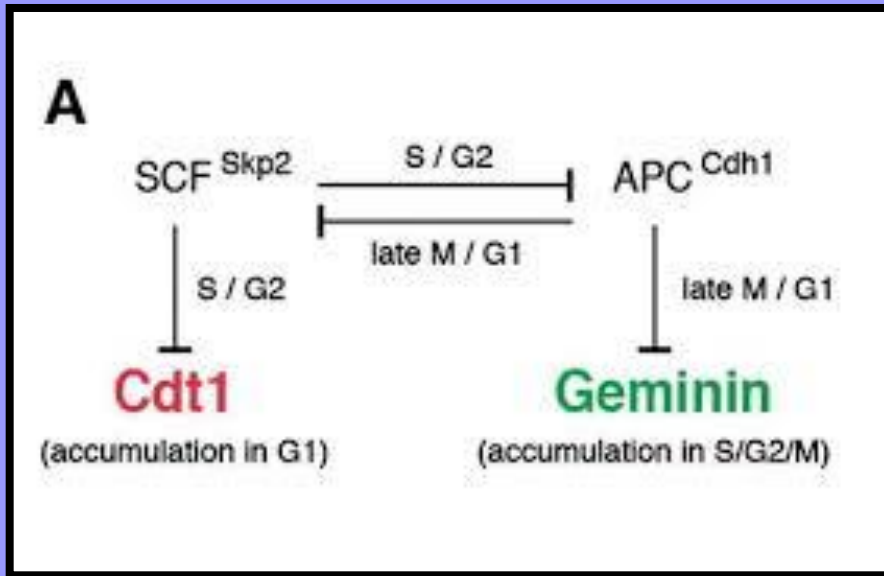 A
SCF Skp2
S / G2
APC Cdh1
late M / G1
S / G2
late M / G1
Cdt1
Geminin
(accumulation in G1)
(accumulation in S/G2/M)